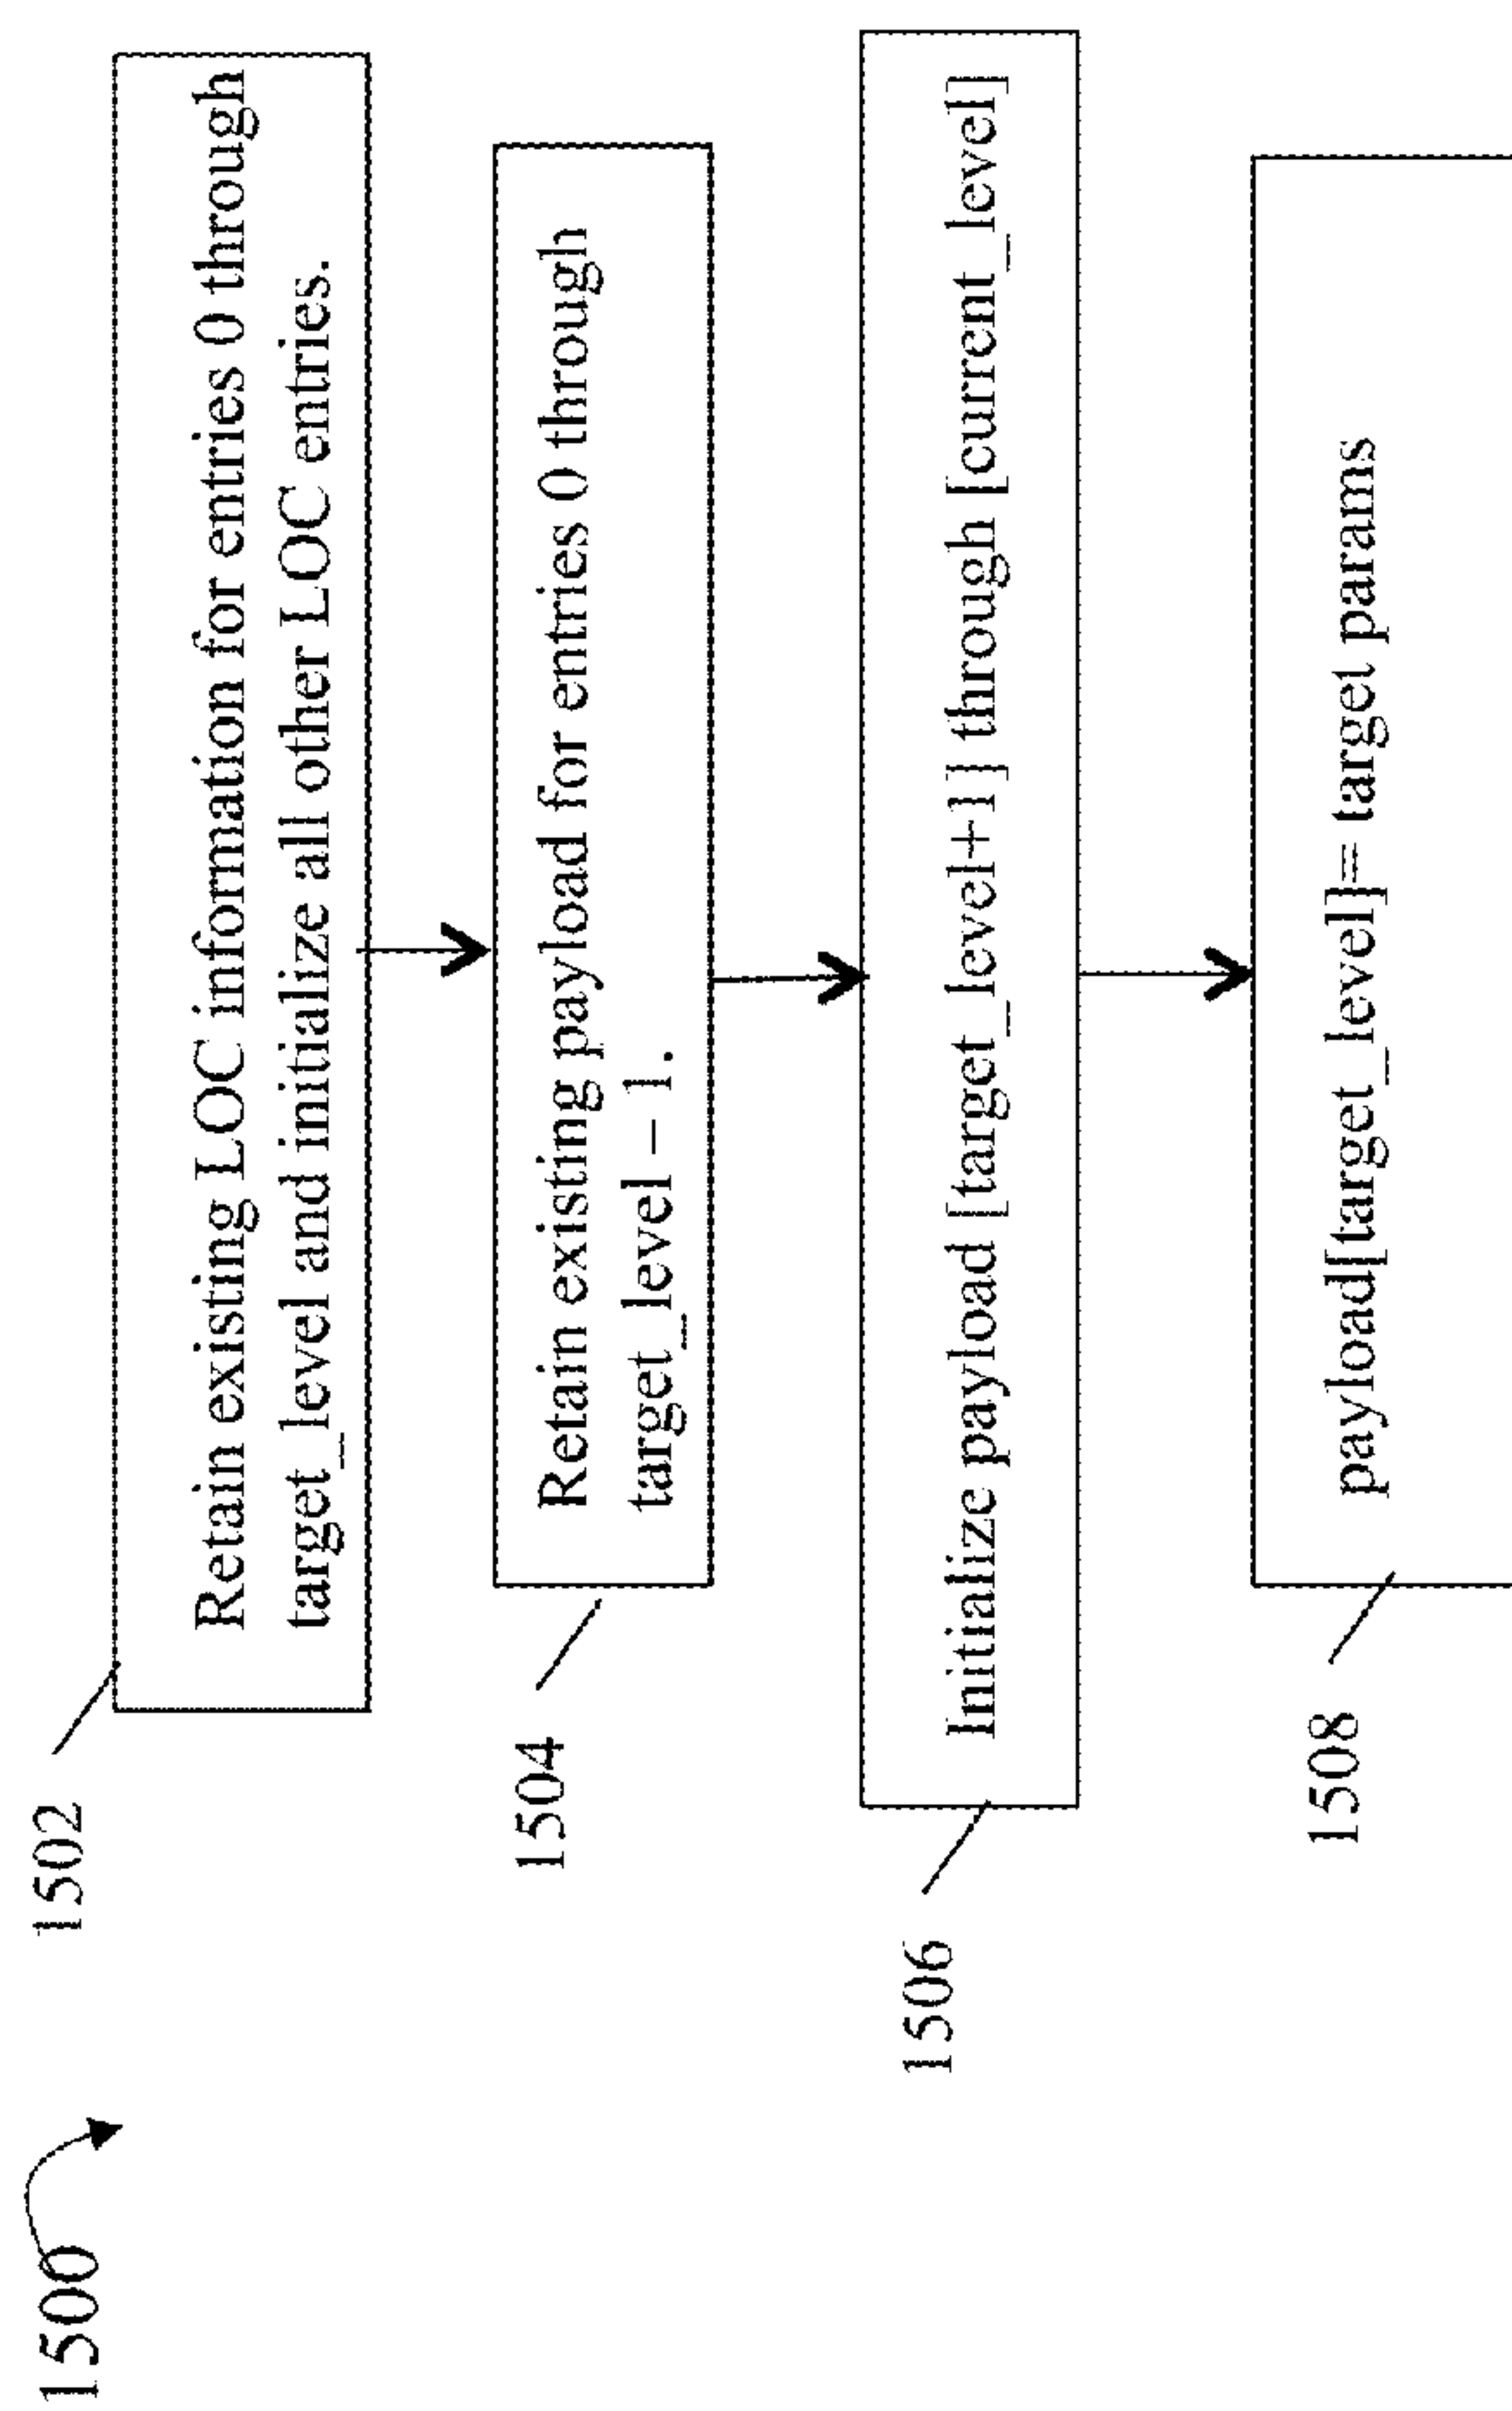 1500
1502
Retain existing LOC information for entries 0 through
target_level and initialize all other LOC entries.
1504
Retain existing payload for entries 0 through
target_level – 1.
1506
Initialize payload [target_level+1] through [current_level]
1508
payload[target_level]= target params